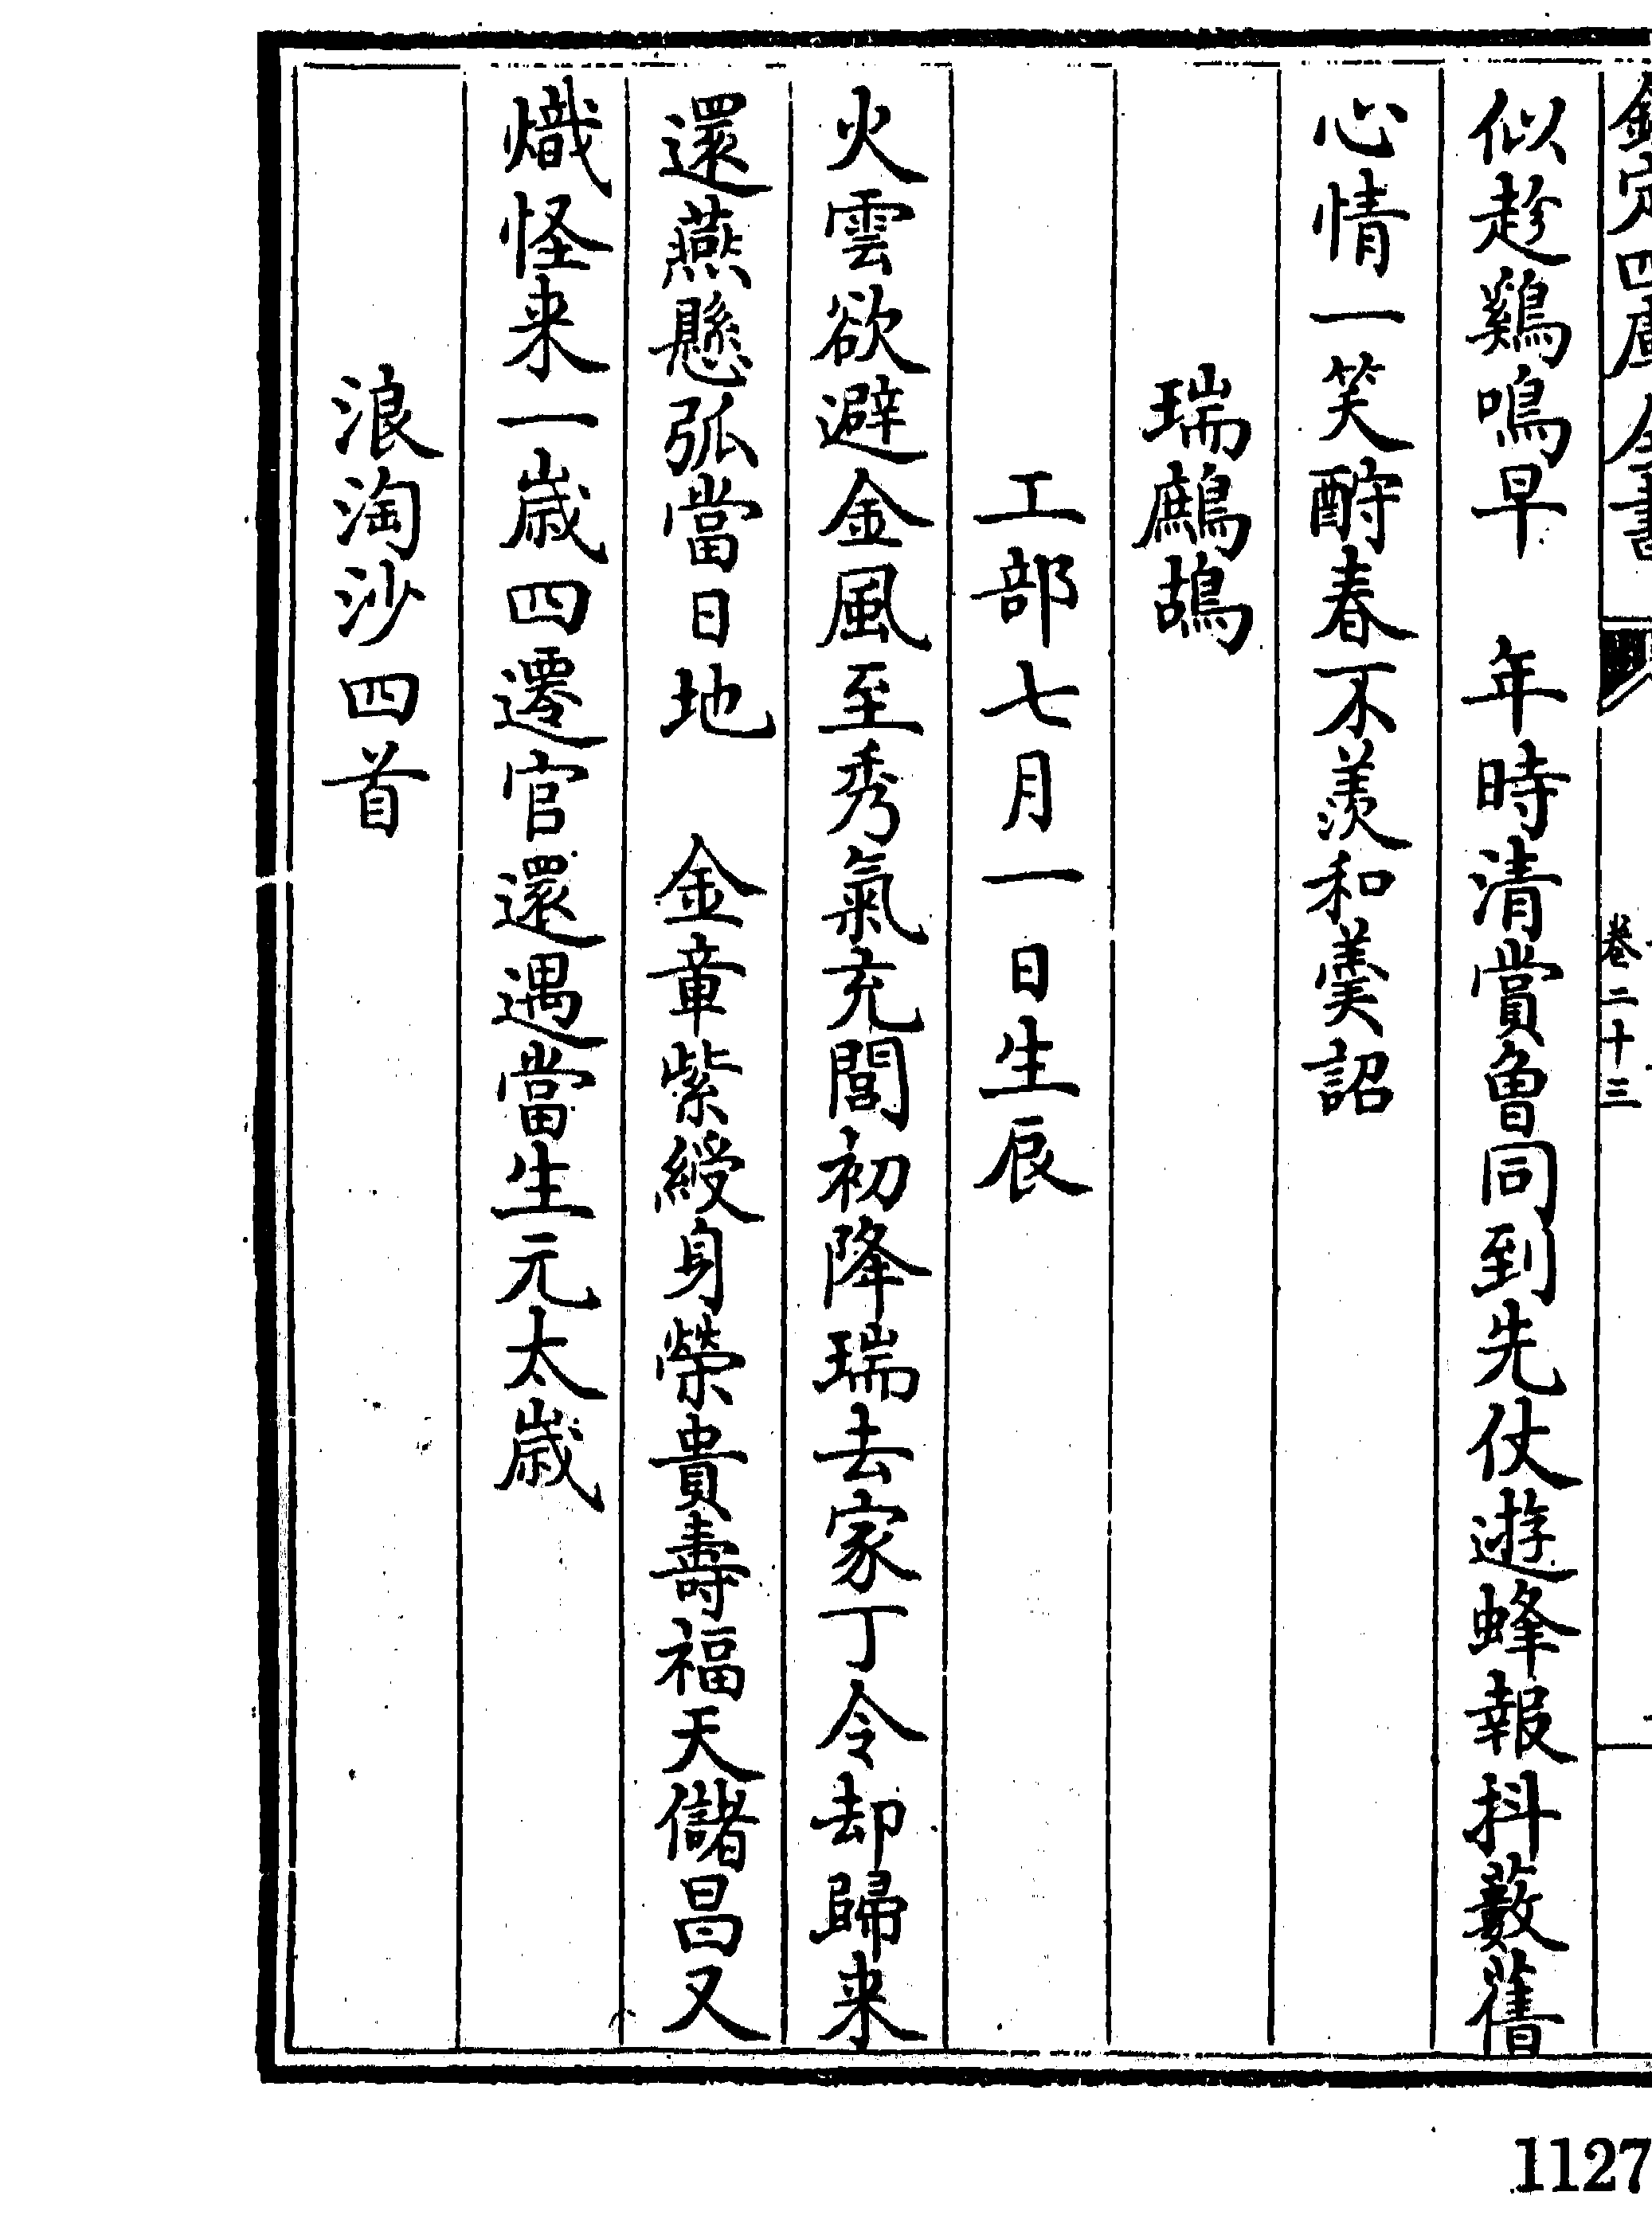 欽定四庫全書
卷二十三
似趁鷄鳴早　年時清賞曾同到先仗遊蜂報抖藪舊
心情一笑酹春不羨和羮詔
瑞鷓鴣
工部七月一日生辰
火雲欲避金風至秀氣充閭初降瑞去家丁令却歸来
還燕懸弧當日地　金章紫綬身榮貴壽福天儲昌又
熾怪来一歳四遷官還遇當生元太歳
浪淘沙四首
1127